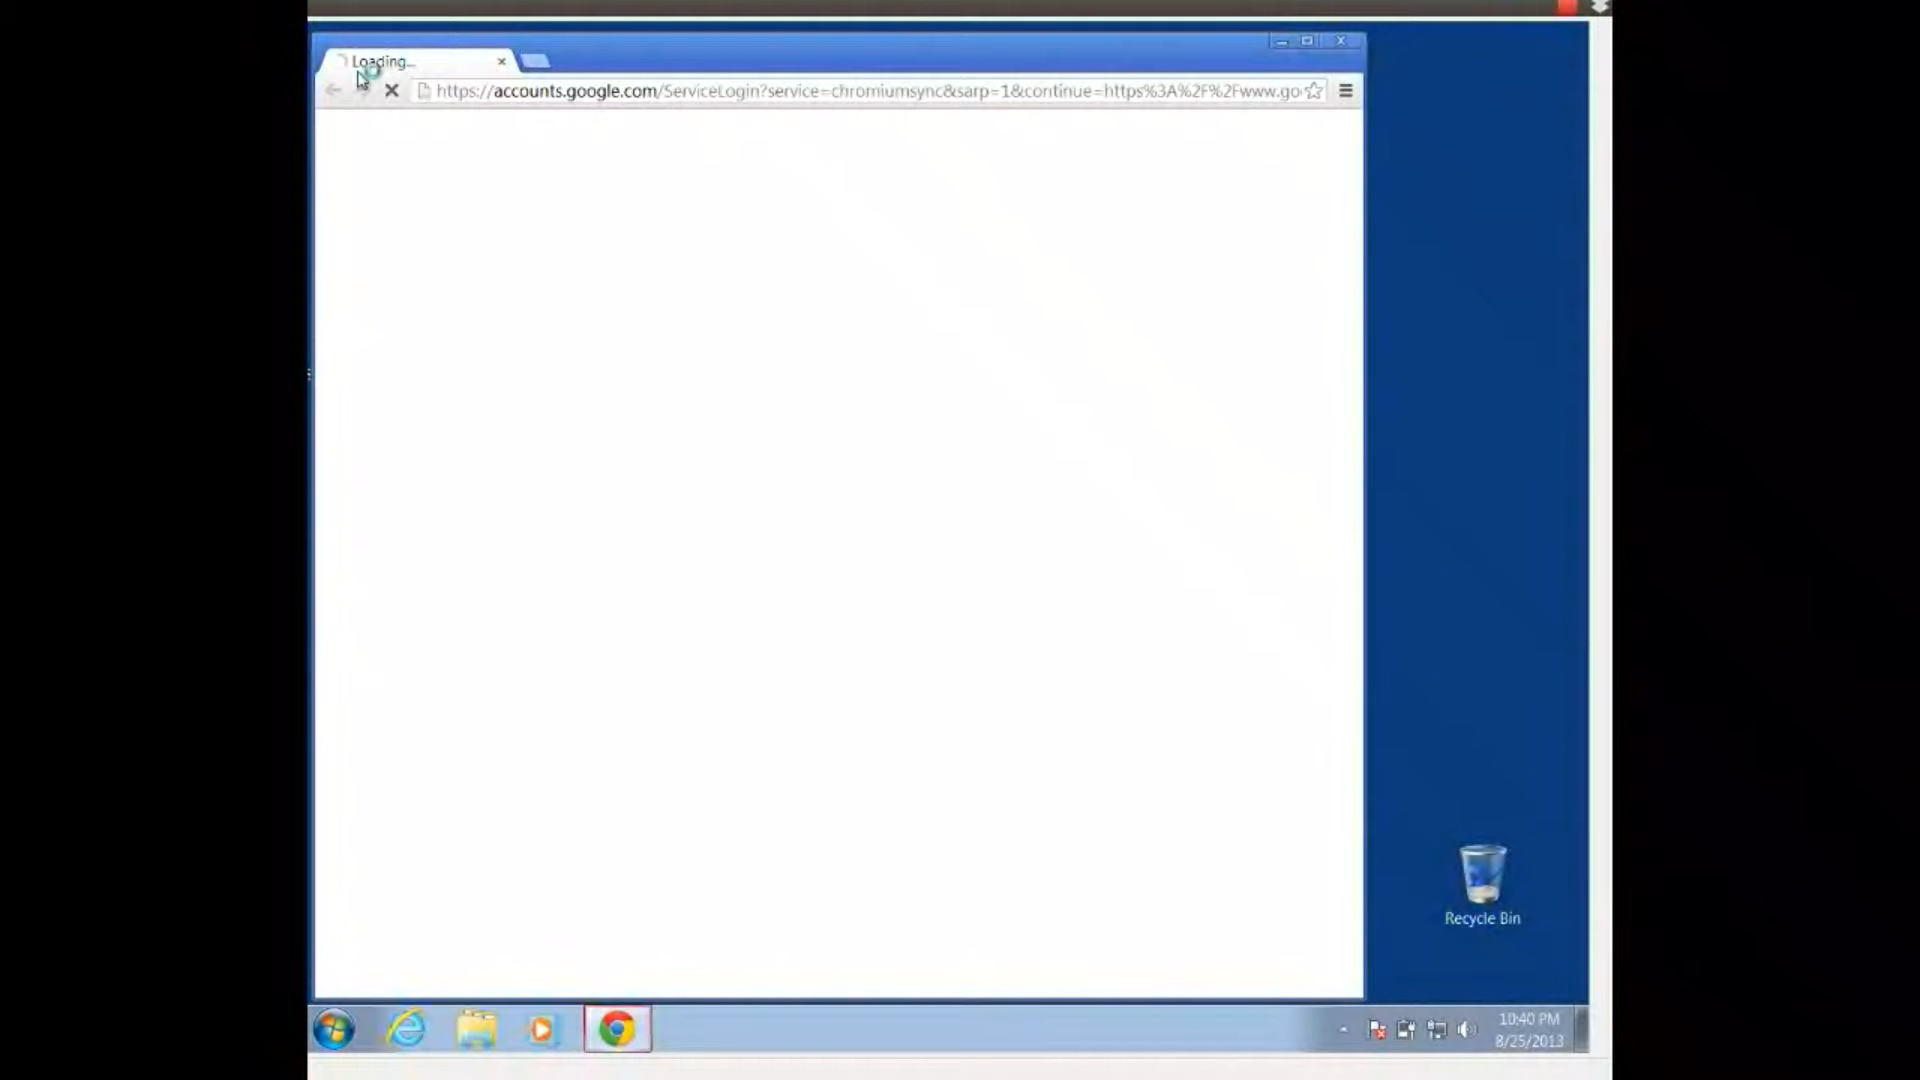 Loading...
https://accounts.google.com/ServiceLogin?service=chromiumsync&sarp=1&continue=https%3A%2F%2Fwww.go
Recycle Bin
10:40 PM
8/25/2013